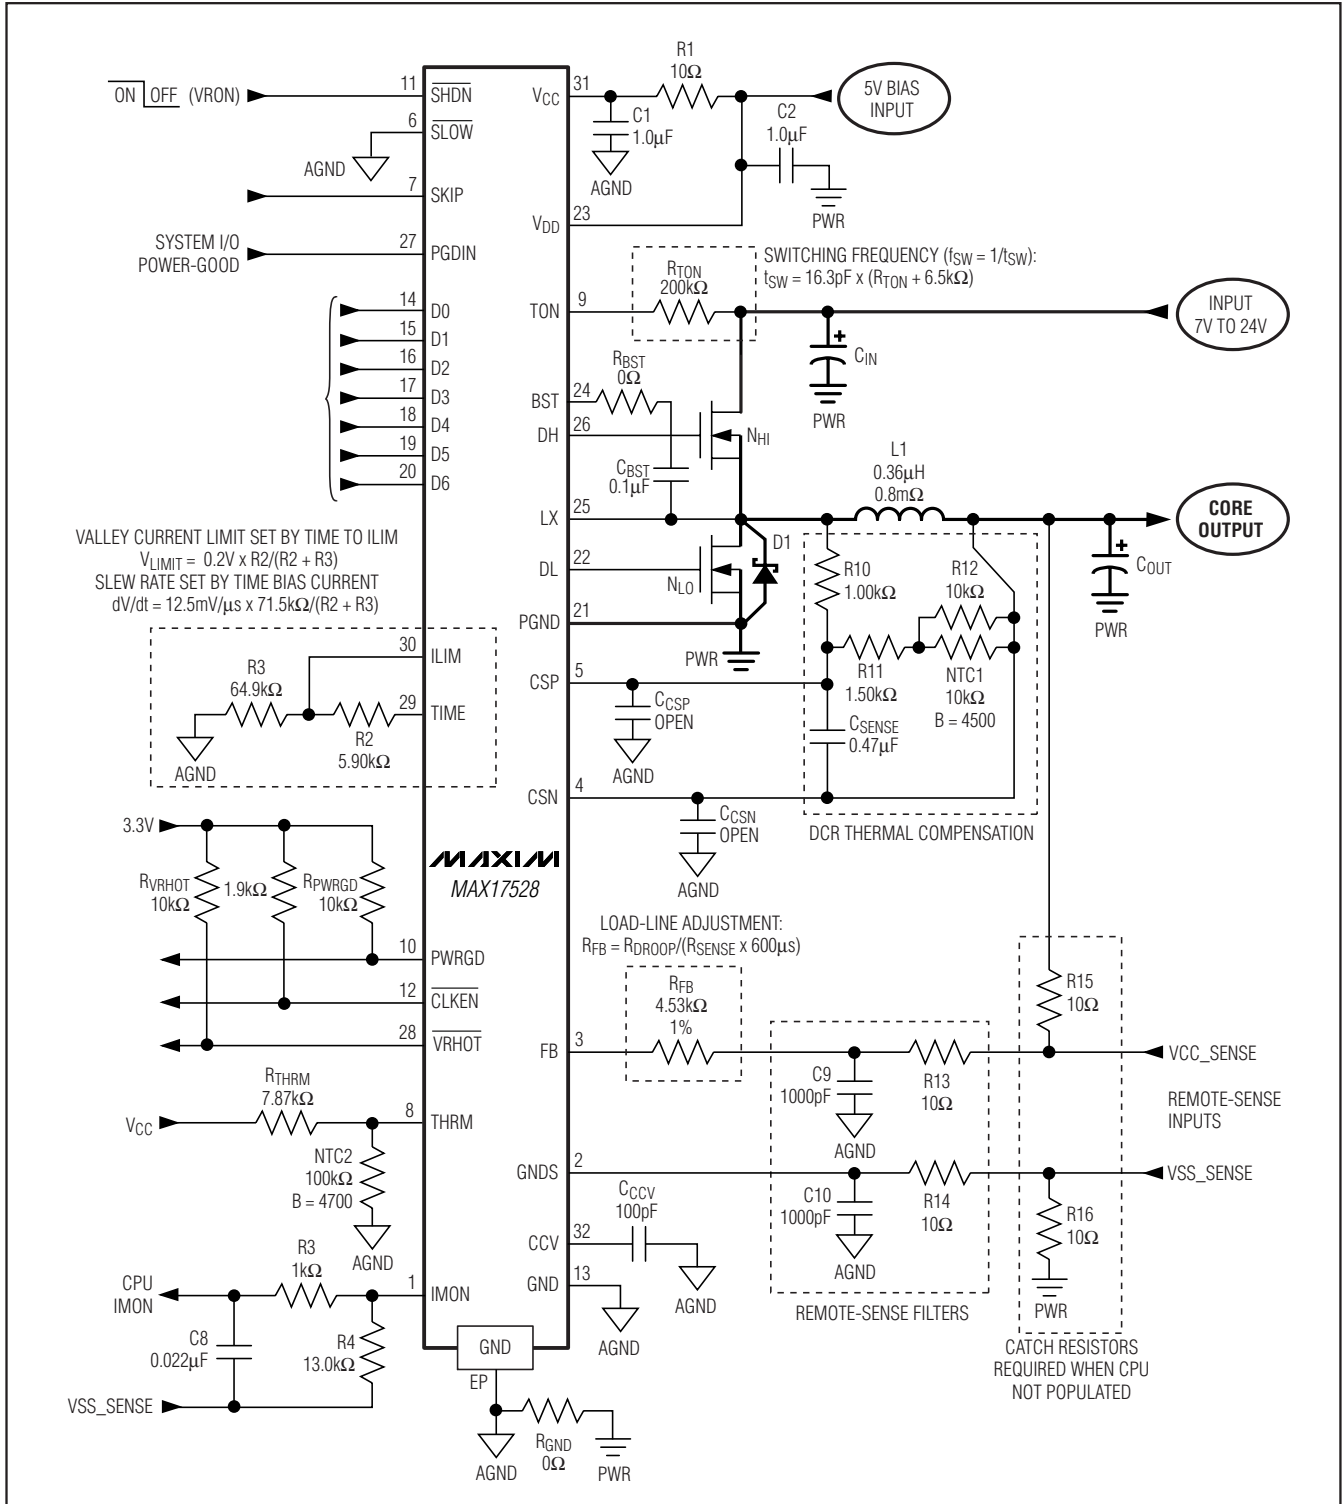 ON OFF (VRON)
11
SHDN
6
SLOW
AGND
7
SKIP
SYSTEM I/O
POWER-GOOD
27
PGDIN
14
D0
15
D1
16
D2
17
D3
18
D4
19
D5
20
D6
VALLEY CURRENT LIMIT SET BY TIME TO ILIM
VLIMIT = 0.2V x R2/(R2 + R3)
SLEW RATE SET BY TIME BIAS CURRENT
dV/dt = 12.5mV/μs x 71.5kΩ/(R2 + R3)
30
ILIM
R3
64.9kΩ
29
TIME
R2
5.90kΩ
AGND
3.3V
RVRHOT
10kΩ
1.9kΩ
RPWRGD
10kΩ
10
PWRGD
12
CLKEN
28
VRHOT
RTHRM
7.87kΩ
VCC
8
THRM
NTC2
100kΩ
B = 4700
AGND
R3
1kΩ
CPU
IMON
1
IMON
C8
0.022μF
R4
13.0kΩ
VSS_SENSE
MAXIM
MAX17528
GND
EP
AGND
RGND
0Ω
PWR
VCC
31
R1
10Ω
5V BIAS
INPUT
C1
1.0μF
AGND
C2
1.0μF
PWR
VDD
23
SWITCHING FREQUENCY (fSW = 1/tSW):
tSW = 16.3pF x (RTON + 6.5kΩ)
RTON
200kΩ
TON
9
INPUT
7V TO 24V
CIN
PWR
RBST
0Ω
BST
24
DH
26
NHI
CBST
0.1μF
LX
25
L1
0.36μH
0.8mΩ
CORE
OUTPUT
COUT
PWR
DL
22
NLO
D1
PGND
21
PWR
R10
1.00kΩ
R12
10kΩ
R11
1.50kΩ
NTC1
10kΩ
B = 4500
CSP
5
CCSP
OPEN
AGND
CSENSE
0.47μF
CSN
4
CCSN
OPEN
AGND
DCR THERMAL COMPENSATION
LOAD-LINE ADJUSTMENT:
RFB = RDROOP/(RSENSE x 600μs)
RFB
4.53kΩ
1%
FB
3
C9
1000pF
AGND
R13
10Ω
R15
10Ω
VCC_SENSE
REMOTE-SENSE
INPUTS
GNDS
2
C10
1000pF
AGND
R14
10Ω
VSS_SENSE
R16
10Ω
PWR
CCCV
100pF
CCV
32
AGND
GND
13
AGND
REMOTE-SENSE FILTERS
CATCH RESISTORS
REQUIRED WHEN CPU
NOT POPULATED